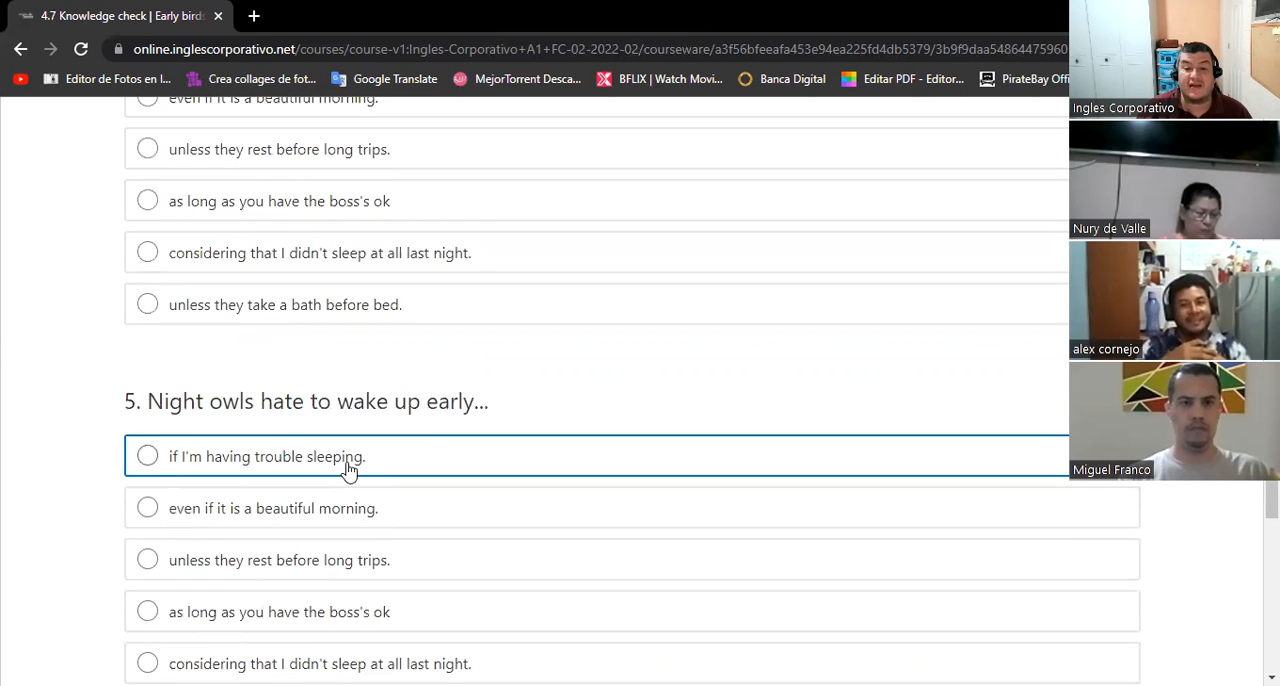 4.7 Knowledge check | Early birds
online.inglescorporativo.net/courses/course-v1:Ingles-Corporativo+A1+FC-02-2022-02/courseware/a3f56bfeefafa453e94ea225fd4db5379/3b9f9daa54864475960
Editor de Fotos en l...
Crea collages de fot...
Google Translate
MejorTorrent Desca...
BFLIX | Watch Movi...
Banca Digital
Editar PDF - Editor...
PirateBay Offi
even if it is a beautiful morning.
unless they rest before long trips.
as long as you have the boss's ok
considering that I didn't sleep at all last night.
unless they take a bath before bed.
5. Night owls hate to wake up early...
if I'm having trouble sleeping.
even if it is a beautiful morning.
unless they rest before long trips.
as long as you have the boss's ok
considering that I didn't sleep at all last night.
Ingles Corporativo
Nury de Valle
alex cornejo
Miguel Franco